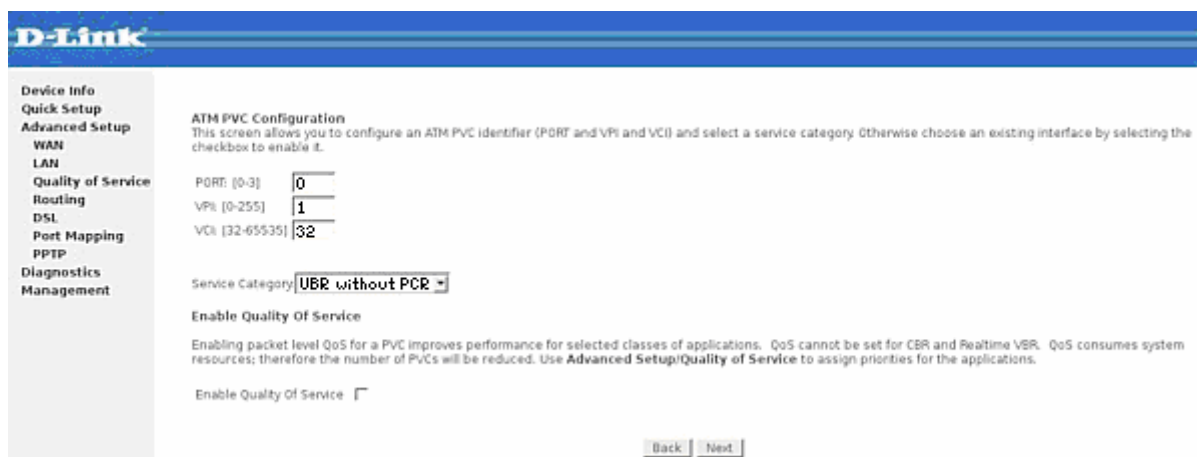 D-Link
Device Info
Quick Setup
Advanced Setup
WAN
LAN
Quality of Service
Routing
DSL
Port Mapping
PPTP
Diagnostics
Management
ATM PVC Configuration
This screen allows you to configure an ATM PVC identifier (PORT and VPI and VCI) and select a service category. Otherwise choose an existing interface by selecting the
checkbox to enable it.
PORT: [0-3] 0
VPI: [0-255] 1
VCI: [32-65535] 32
Service Category: UBR without PCR
Enable Quality Of Service
Enabling packet level QoS for a PVC improves performance for selected classes of applications. QoS cannot be set for CBR and Realtime VBR. QoS consumes system
resources; therefore the number of PVCs will be reduced. Use Advanced Setup/Quality of Service to assign priorities for the applications.
Enable Quality Of Service
Back Next